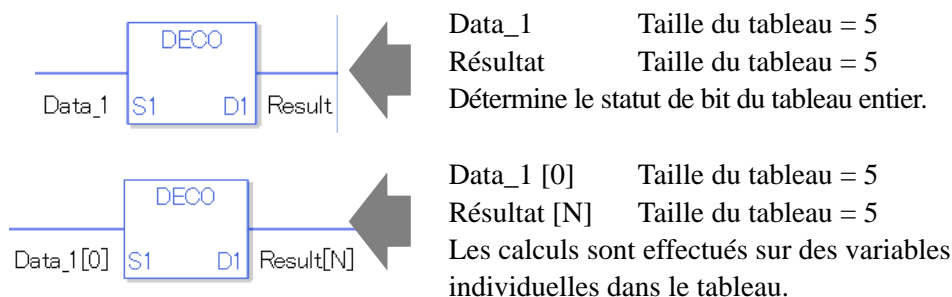 DECO
Data_1 S1 D1 Result
Data_1 Taille du tableau = 5
Résultat Taille du tableau = 5
Détermine le statut de bit du tableau entier.
DECO
Data_1[0] S1 D1 Result[N]
Data_1 [0] Taille du tableau = 5
Résultat [N] Taille du tableau = 5
Les calculs sont effectués sur des variables
individuelles dans le tableau.